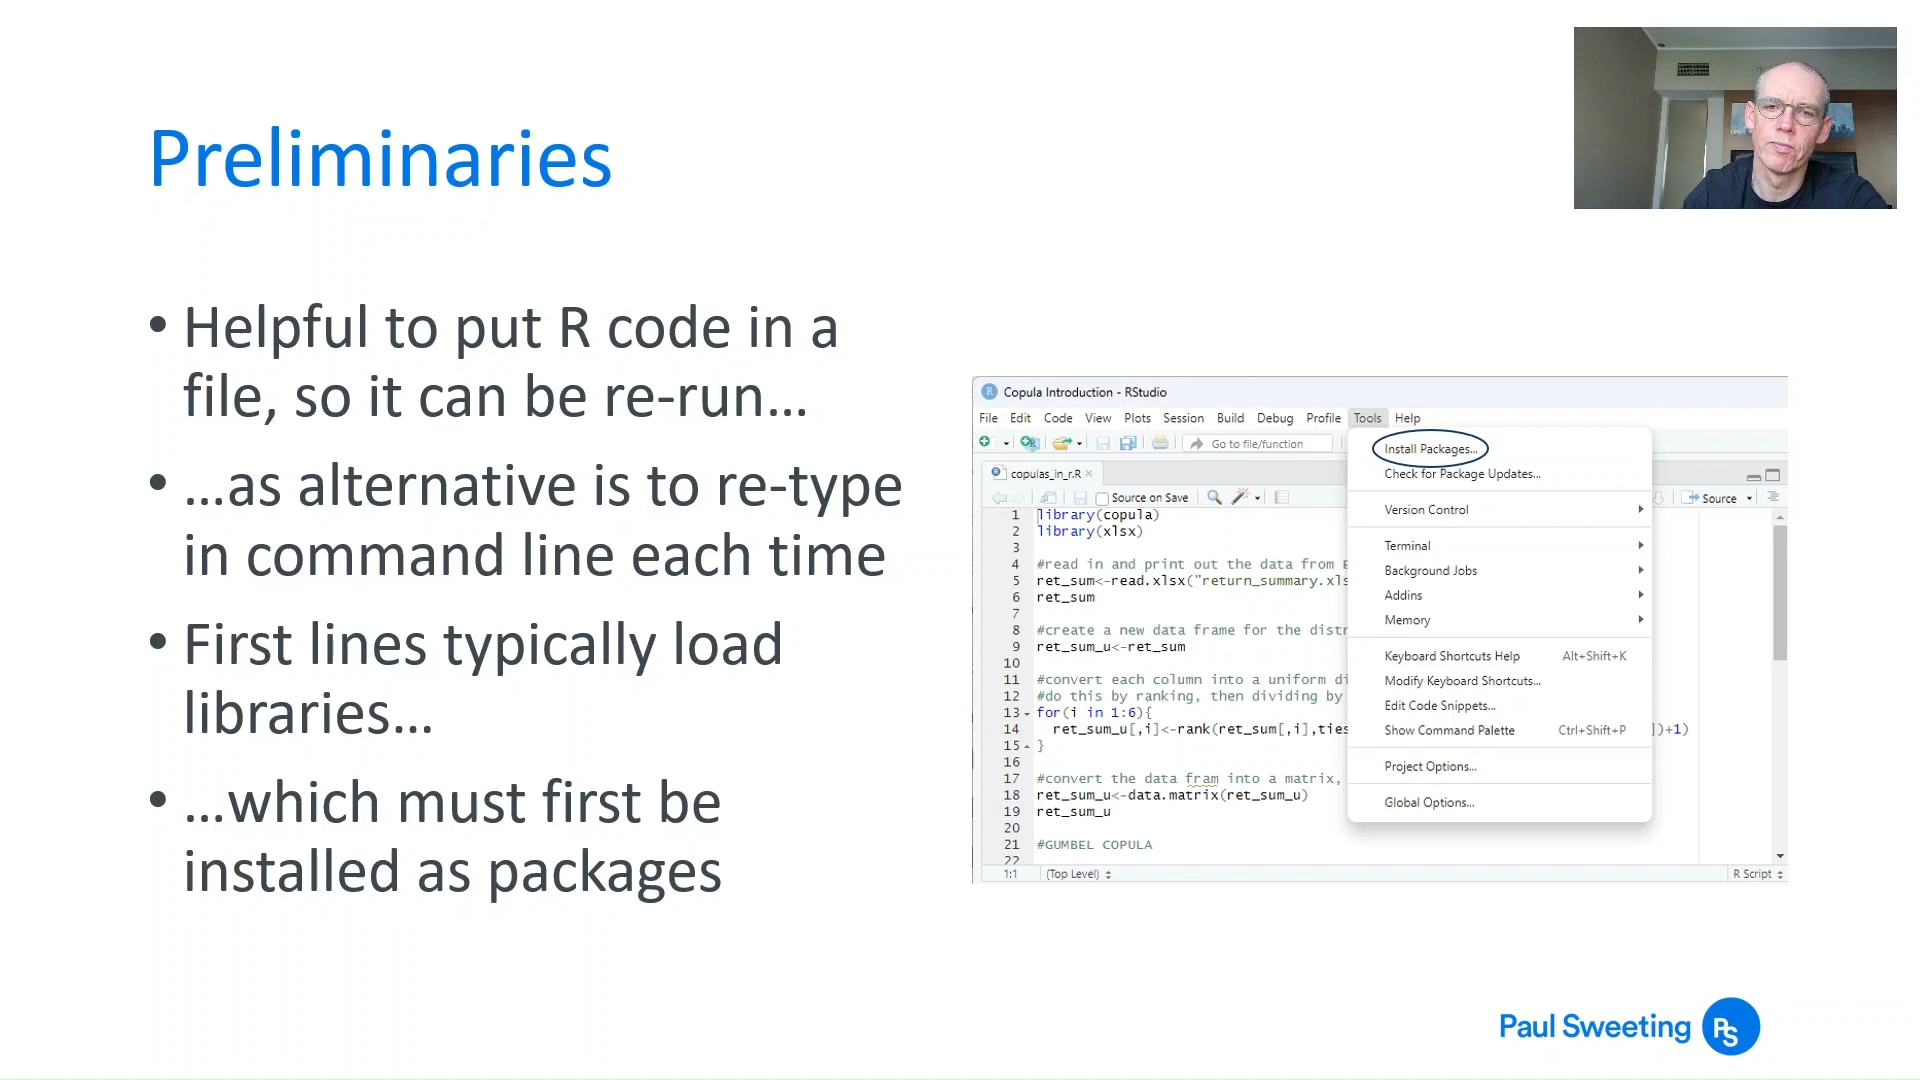 Preliminaries
• Helpful to put R code in a
file, so it can be re-run…
• …as alternative is to re-type
in command line each time
• First lines typically load
libraries…
• …which must first be
installed as packages
Copula Introduction - RStudio
File Edit Code View Plots Session Build Debug Profile Tools Help
Go to file/function
Install Packages...
Check for Package Updates...
Version Control
Terminal
Background Jobs
Addins
Memory
Keyboard Shortcuts Help Alt+Shift+K
Modify Keyboard Shortcuts...
Edit Code Snippets...
Show Command Palette Ctrl+Shift+P
Project Options...
Global Options...
copulas_in_r.R
Source on Save
Source
1 library(copula)
2 library(xlsx)
3
4 #read in and print out the data from
5 ret_sum<-read.xlsx("return_summary.xls
6 ret_sum
7
8 #create a new data frame for the distr
9 ret_sum_u<-ret_sum
10
11 #convert each column into a uniform di
12 #do this by ranking, then dividing by
13 for(i in 1:6){
14 ret_sum_u[,i]<-rank(ret_sum[,i],ties ])+1)
15 }
16
17 #convert the data fram into a matrix,
18 ret_sum_u<-data.matrix(ret_sum_u)
19 ret_sum_u
20
21 #GUMBEL COPULA
22
1:1 (Top Level) R Script
Paul Sweeting PS